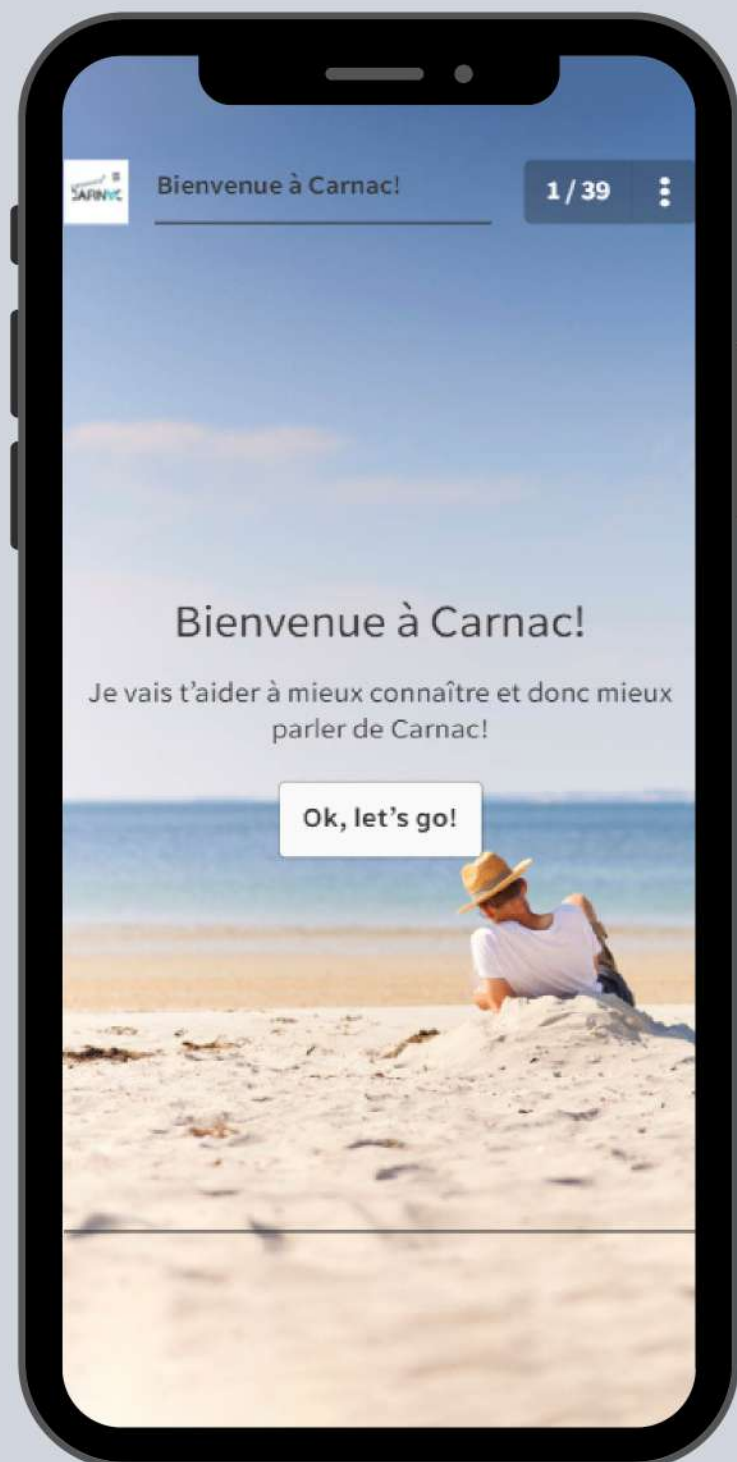 CARNAC
Bienvenue à Carnac!
1 / 39
Bienvenue à Carnac!
Je vais t'aider à mieux connaître et donc mieux
parler de Carnac!
Ok, let's go!